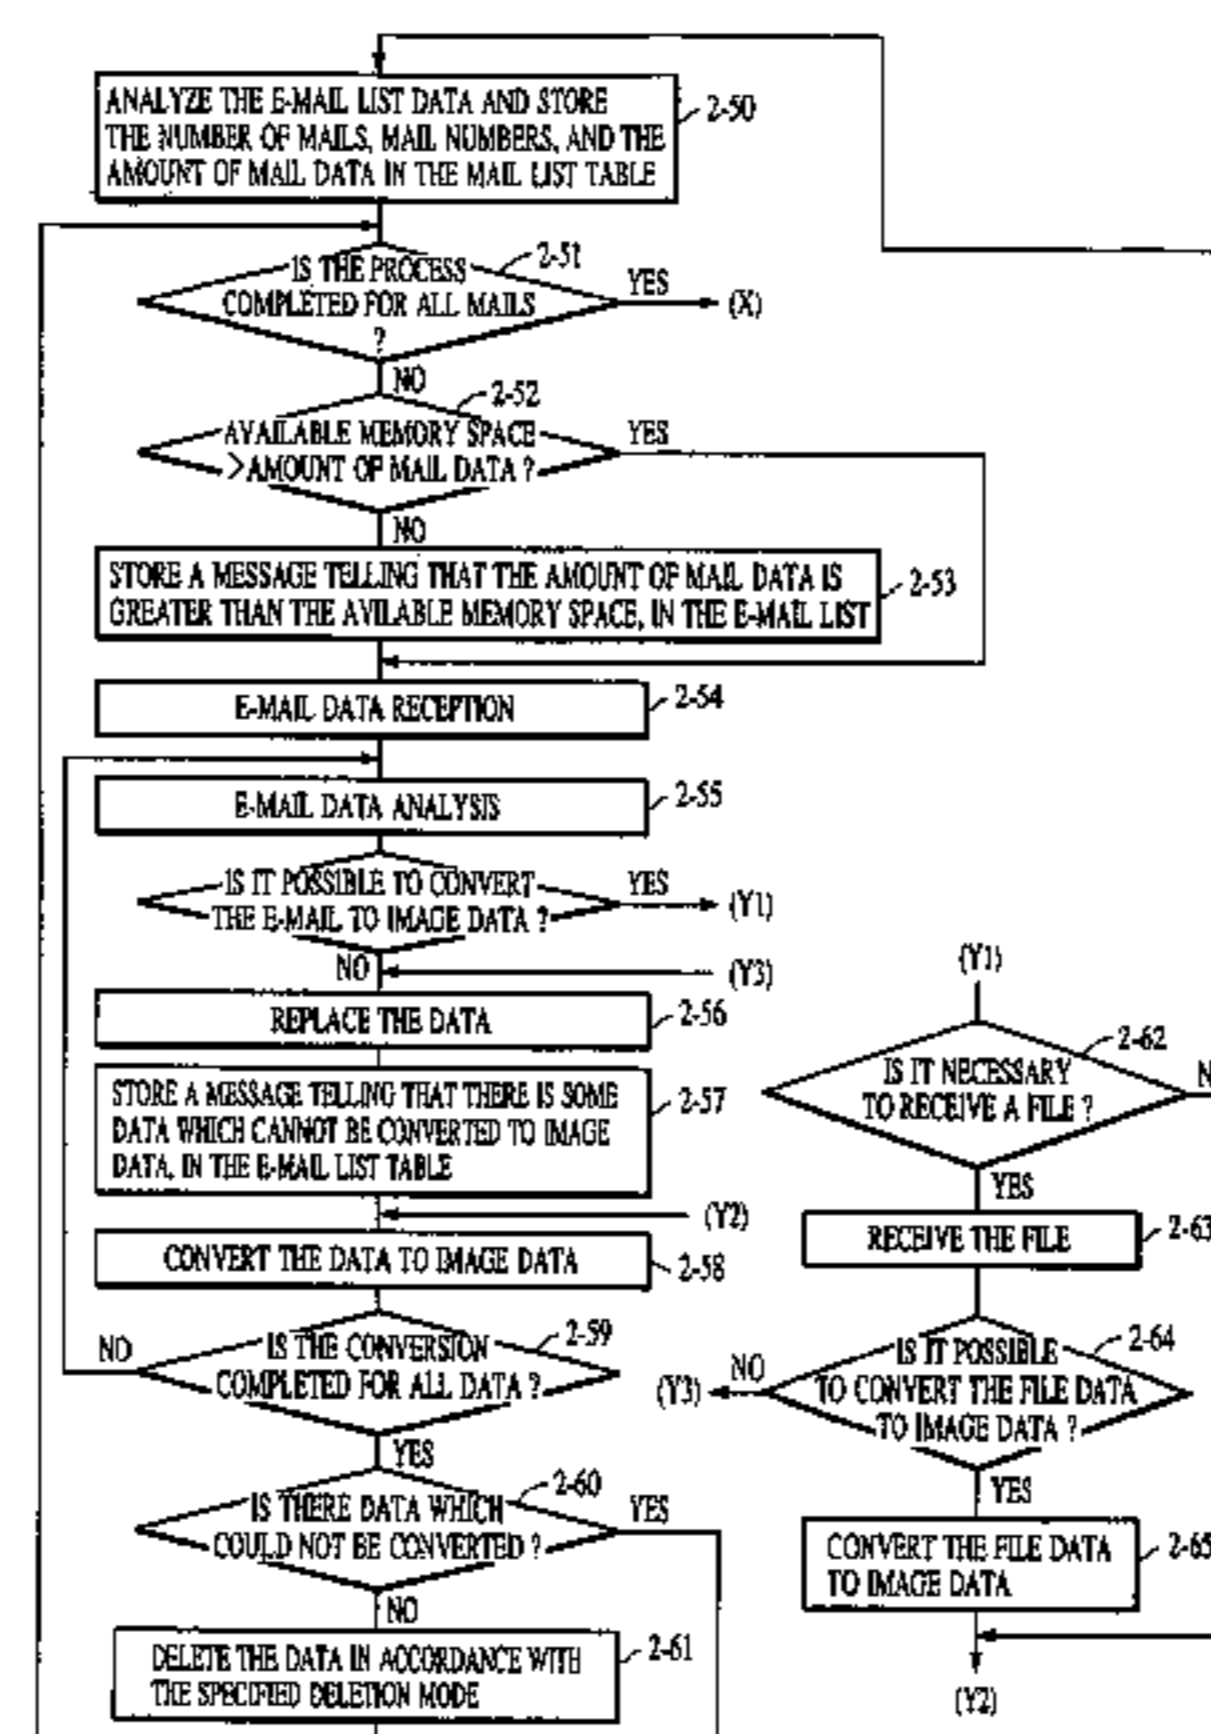 ANALYZE THE E-MAIL LIST DATA AND STORE
THE NUMBER OF MAILS, MAIL NUMBERS, AND THE
AMOUNT OF MAIL DATA IN THE MAIL LIST TABLE
2-50
IS THE PROCESS
COMPLETED FOR ALL MAILS
?
2-51
YES
(X)
NO
2-52
AVAILABLE MEMORY SPACE
>AMOUNT OF MAIL DATA ?
YES
NO
STORE A MESSAGE TELLING THAT THE AMOUNT OF MAIL DATA IS
GREATER THAN THE AVILABLE MEMORY SPACE, IN THE E-MAIL LIST
2-53
E-MAIL DATA RECEPTION
2-54
E-MAIL DATA ANALYSIS
2-55
IS IT POSSIBLE TO CONVERT
THE E-MAIL TO IMAGE DATA ?
YES
(Y1)
NO
(Y3)
REPLACE THE DATA
2-56
STORE A MESSAGE TELLING THAT THERE IS SOME
DATA WHICH CANNOT BE CONVERTED TO IMAGE
DATA, IN THE E-MAIL LIST TABLE
2-57
(Y2)
CONVERT THE DATA TO IMAGE DATA
2-58
IS THE CONVERSION
COMPLETED FOR ALL DATA ?
2-59
NO
YES
IS THERE DATA WHICH
COULD NOT BE CONVERTED ?
2-60
YES
NO
DELETE THE DATA IN ACCORDANCE WITH
THE SPECIFIED DELETION MODE
2-61
(Y1)
IS IT NECESSARY
TO RECEIVE A FILE ?
2-62
N
YES
RECEIVE THE FILE
2-63
IS IT POSSIBLE
TO CONVERT THE FILE DATA
TO IMAGE DATA ?
2-64
NO
(Y3)
YES
CONVERT THE FILE DATA
TO IMAGE DATA
2-65
(Y2)